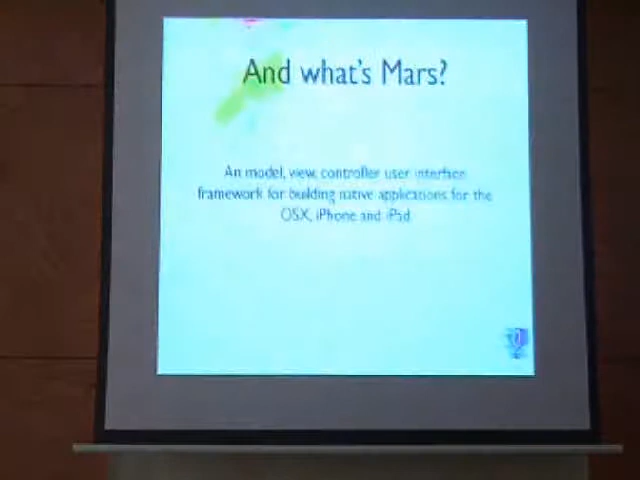 And what's Mars?
An model, view, controller user interface
framework for building native applications for the
OSX, iPhone and iPad